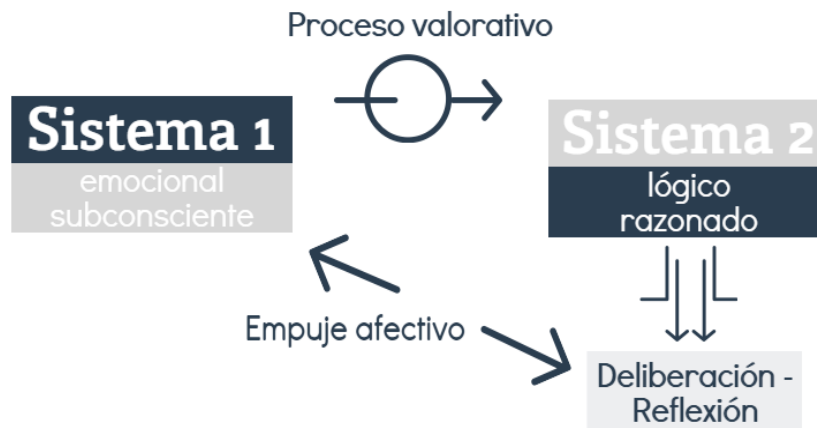 Proceso valorativo
Sistema 1
emocional
subconsciente
Sistema 2
lógico
razonado
Empuje afectivo
Deliberación -
Reflexión